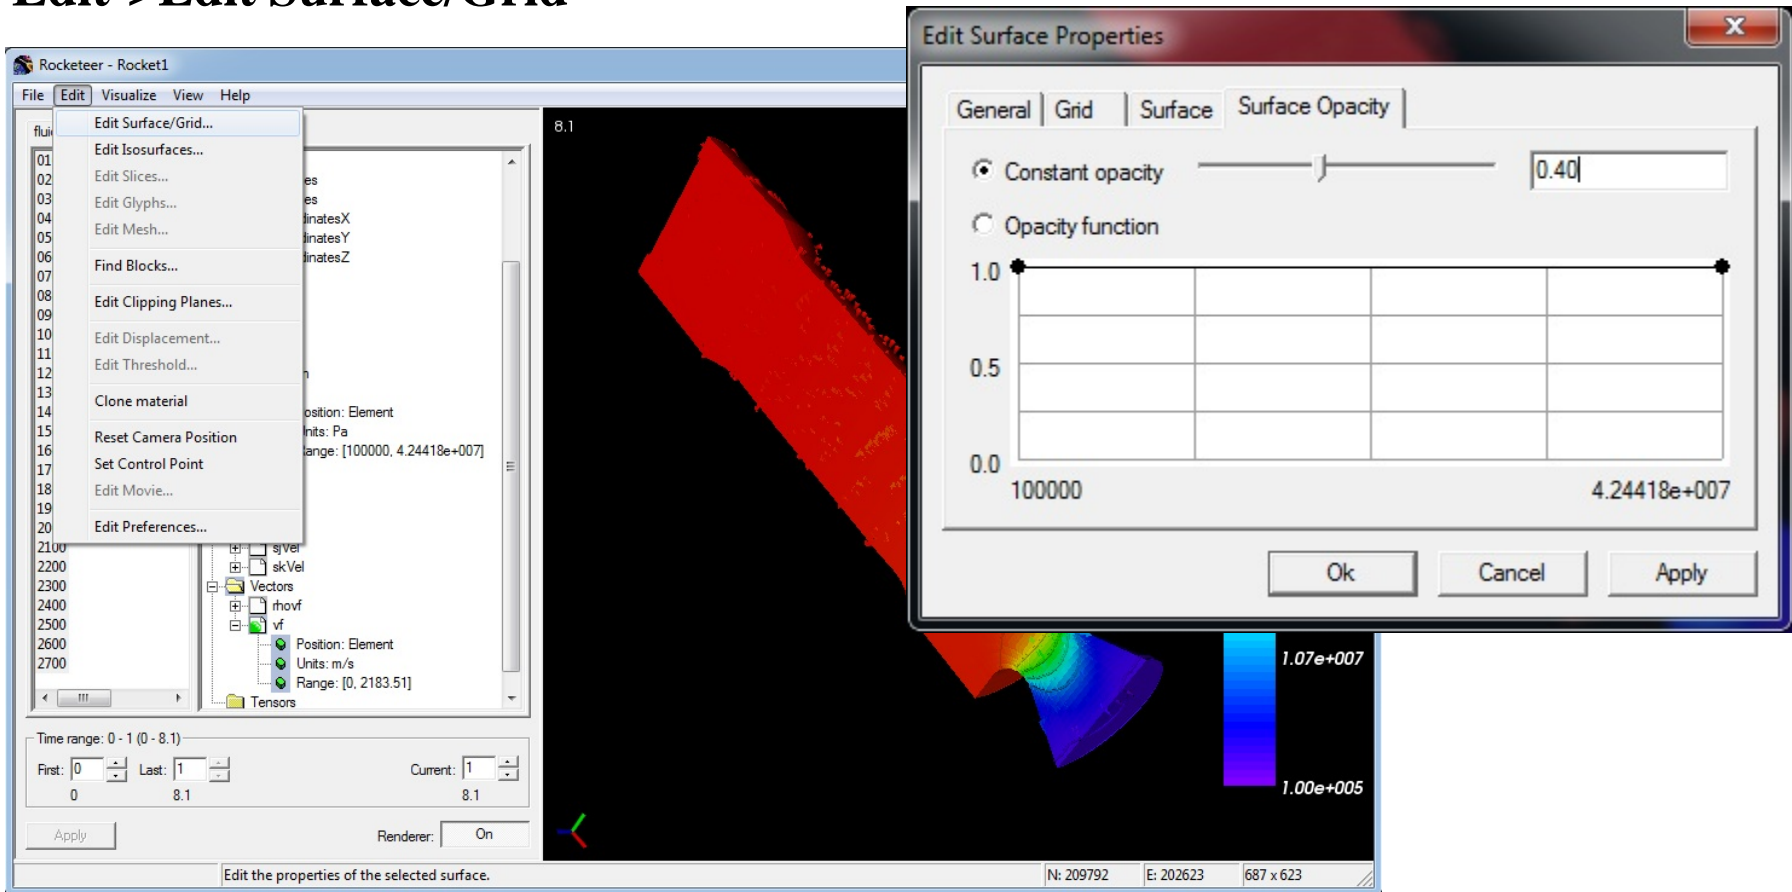 Edit->Edit Surface/Grid
Rocketeer - Rocket1
File Edit Visualize View Help
Edit Surface/Grid...
Edit Isosurfaces...
Edit Slices...
Edit Glyphs...
Edit Mesh...
Find Blocks...
Edit Clipping Planes...
Edit Displacement...
Edit Threshold...
Clone material
Reset Camera Position
Set Control Point
Edit Movie...
Edit Preferences...
01
02
03
04
05
06
07
08
09
10
11
12
13
14
15
16
17
18
19
20
2100
2200
2300
2400
2500
2600
2700
dinatesX
dinatesY
dinatesZ
osition: Element
nits: Pa
ange: [100000, 4.24418e+007]
sjVel
skVel
Vectors
rhovf
vf
Position: Element
Units: m/s
Range: [0, 2183.51]
Tensors
Time range: 0 - 1 (0 - 8.1)
First: 0 Last: 1 Current: 1
0 8.1 8.1
Apply Renderer: On
Edit the properties of the selected surface. N: 209792 E: 202623 687 x 623
8.1
1.07e+007
1.00e+005
Edit Surface Properties
General Grid Surface Surface Opacity
Constant opacity 0.40
Opacity function
1.0
0.5
0.0
100000 4.24418e+007
Ok Cancel Apply